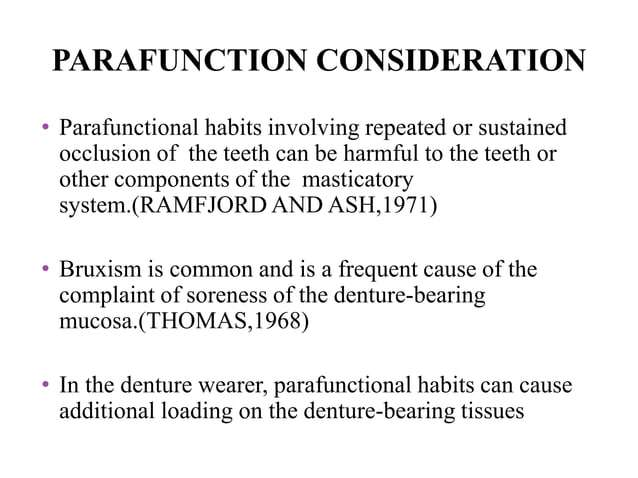 PARAFUNCTION CONSIDERATION
• Parafunctional habits involving repeated or sustained
occlusion of the teeth can be harmful to the teeth or
other components of the masticatory
system.(RAMFJORD AND ASH,1971)
• Bruxism is common and is a frequent cause of the
complaint of soreness of the denture-bearing
mucosa.(THOMAS,1968)
• In the denture wearer, parafunctional habits can cause
additional loading on the denture-bearing tissues